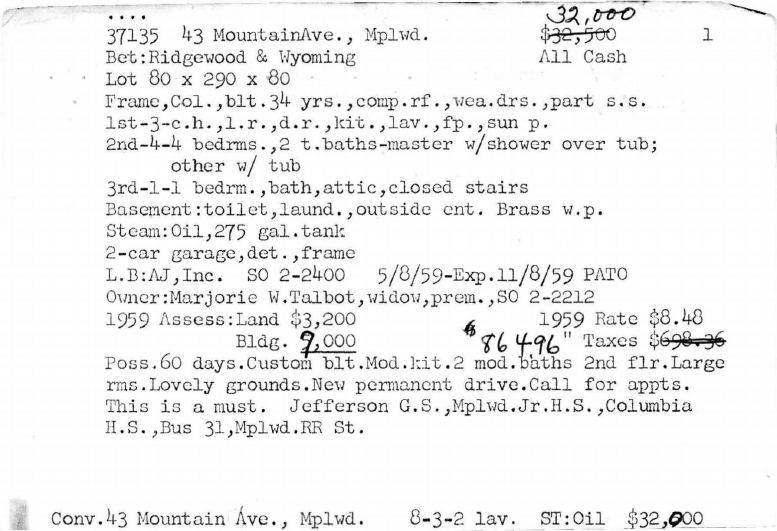 ....
32,000
37135 43 MountainAve., Mplwd. $32,500 1
Bet:Ridgewood & Wyoming All Cash
Lot 80 x 290 x 80
Frame,Col.,blt.34 yrs.,comp.rf.,wea.drs.,part s.s.
1st-3-c.h.,l.r.,d.r.,kit.,lav.,fp.,sun p.
2nd-4-4 bedrms.,2 t.baths-master w/shower over tub;
other w/ tub
3rd-1-1 bedrm.,bath,attic,closed stairs
Basement:toilet,laund.,outside ent. Brass w.p.
Steam:Oil,275 gal.tank
2-car garage,det.,frame
L.B:AJ,Inc. SO 2-2400 5/8/59-Exp.11/8/59 PATO
Owner:Marjorie W.Talbot,widow,prem.,SO 2-2212
1959 Assess:Land $3,200 1959 Rate $8.48
Bldg. 9,000 "864.96" Taxes $698.36
Poss.60 days.Custom blt.Mod.kit.2 mod.baths 2nd flr.Large
rms.Lovely grounds.New permanent drive.Call for appts.
This is a must. Jefferson G.S.,Mplwd.Jr.H.S.,Columbia
H.S.,Bus 31,Mplwd.RR St.
Conv.43 Mountain Ave., Mplwd. 8-3-2 lav. ST:Oil $32,000